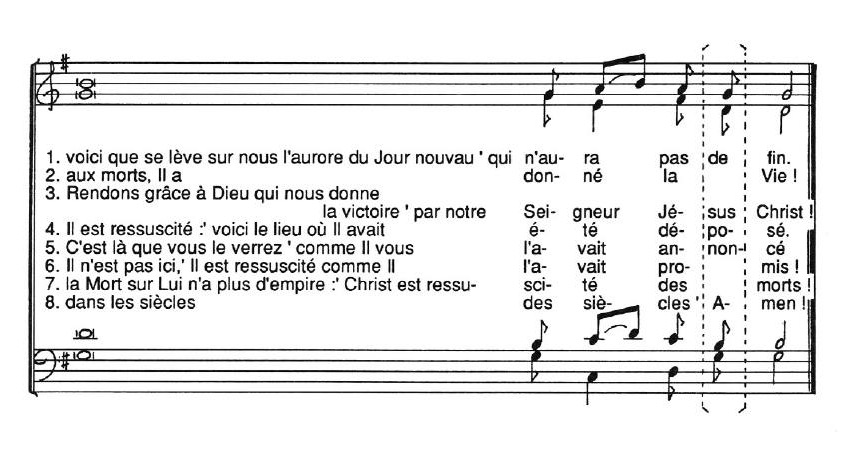 1. voici que se lève sur nous l'aurore du Jour nouvau ' qui n'au- ra pas de fin.
2. aux morts, Il a don- né la Vie !
3. Rendons grâce à Dieu qui nous donne
la victoire ' par notre Sei- gneur Jé- sus Christ !
4. Il est ressuscité :' voici le lieu où Il avait é- té dé- po- sé.
5. C'est là que vous le verrez ' comme Il vous l'a- vait an- non- cé
6. Il n'est pas ici,' Il est ressuscité comme Il l'a- vait pro- mis !
7. la Mort sur Lui n'a plus d'empire :' Christ est ressu- sci- té des morts !
8. dans les siècles des siè- cles ' A- men !